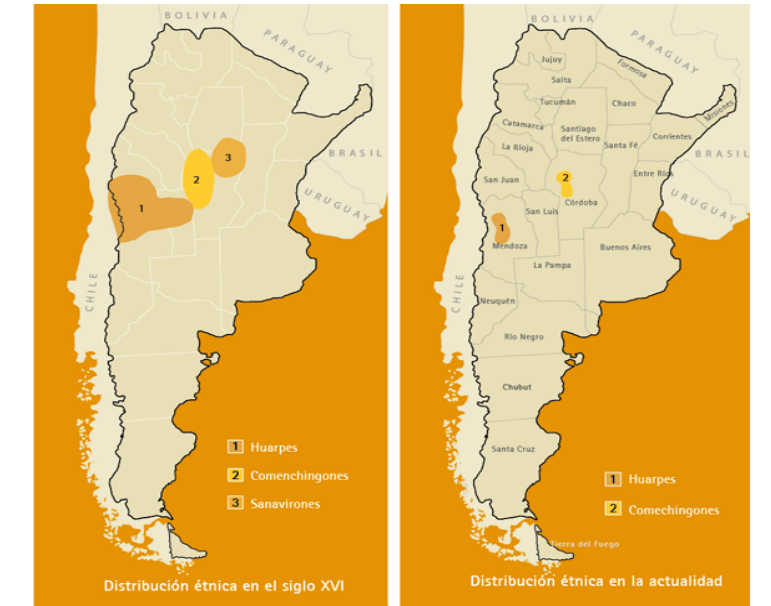 BOLIVIA
PARAGUAY
BRASIL
URUGUAY
CHILE
3
2
1
1 Huarpes
2 Comenchingones
3 Sanavirones
Distribución étnica en el siglo XVI
BOLIVIA
PARAGUAY
Jujuy
Formosa
Salta
Tucumán
Chaco
Misiones
Catamarca
Santiago
del Estero
Corrientes
La Rioja
Santa Fé
BRASIL
San Juan
2
Entre Ríos
URUGUAY
Córdoba
San Luis
1
Mendoza
Buenos Aires
La Pampa
CHILE
Neuquén
Río Negro
Chubut
Santa Cruz
1 Huarpes
2 Comechingones
Tierra del Fuego
Distribución étnica en la actualidad